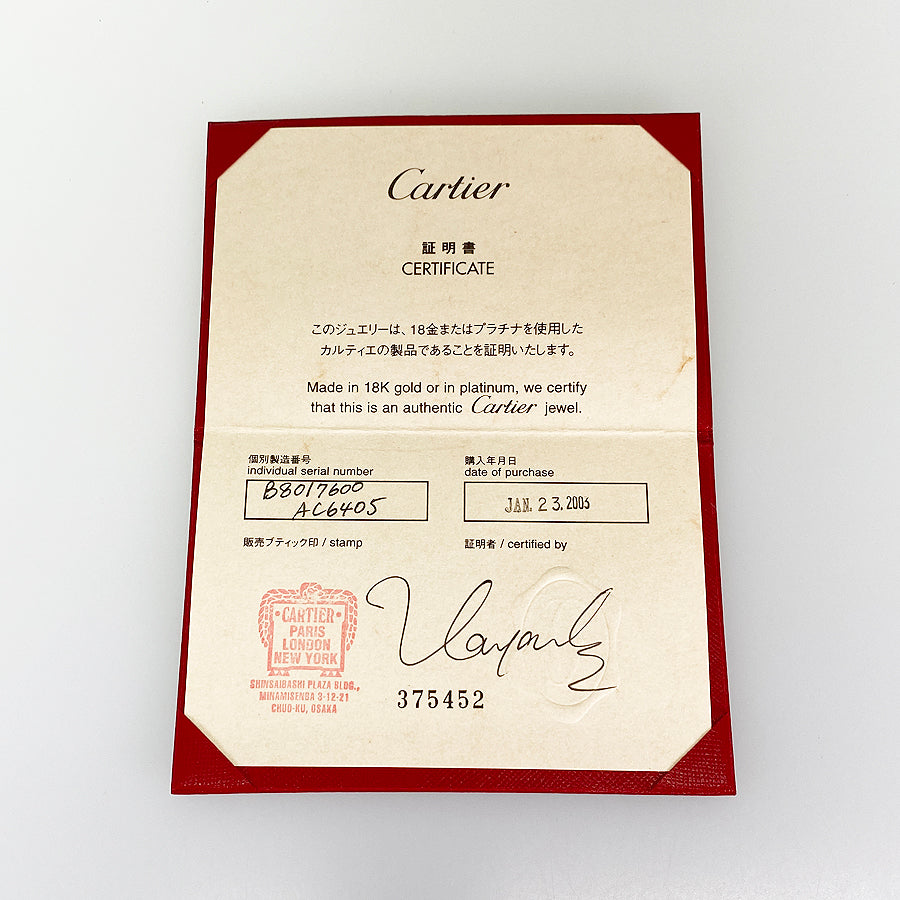 Cartier
証明書
CERTIFICATE
このジュエリーは、18金またはプラチナを使用した
カルティエの製品であることを証明いたします。
Made in 18K gold or in platinum, we certify
that this is an authentic Cartier jewel.
個別製造番号
individual serial number
B8017600
AC6405
購入年月日
date of purchase
JAN. 23. 2003
販売ブティック印 / stamp
証明者 / certified by
CARTIER
PARIS
LONDON
NEW YORK
SHINSAIBASHI PLAZA BLDG.,
MINAMISENBA 3-12-21
CHUO-KU, OSAKA
375452